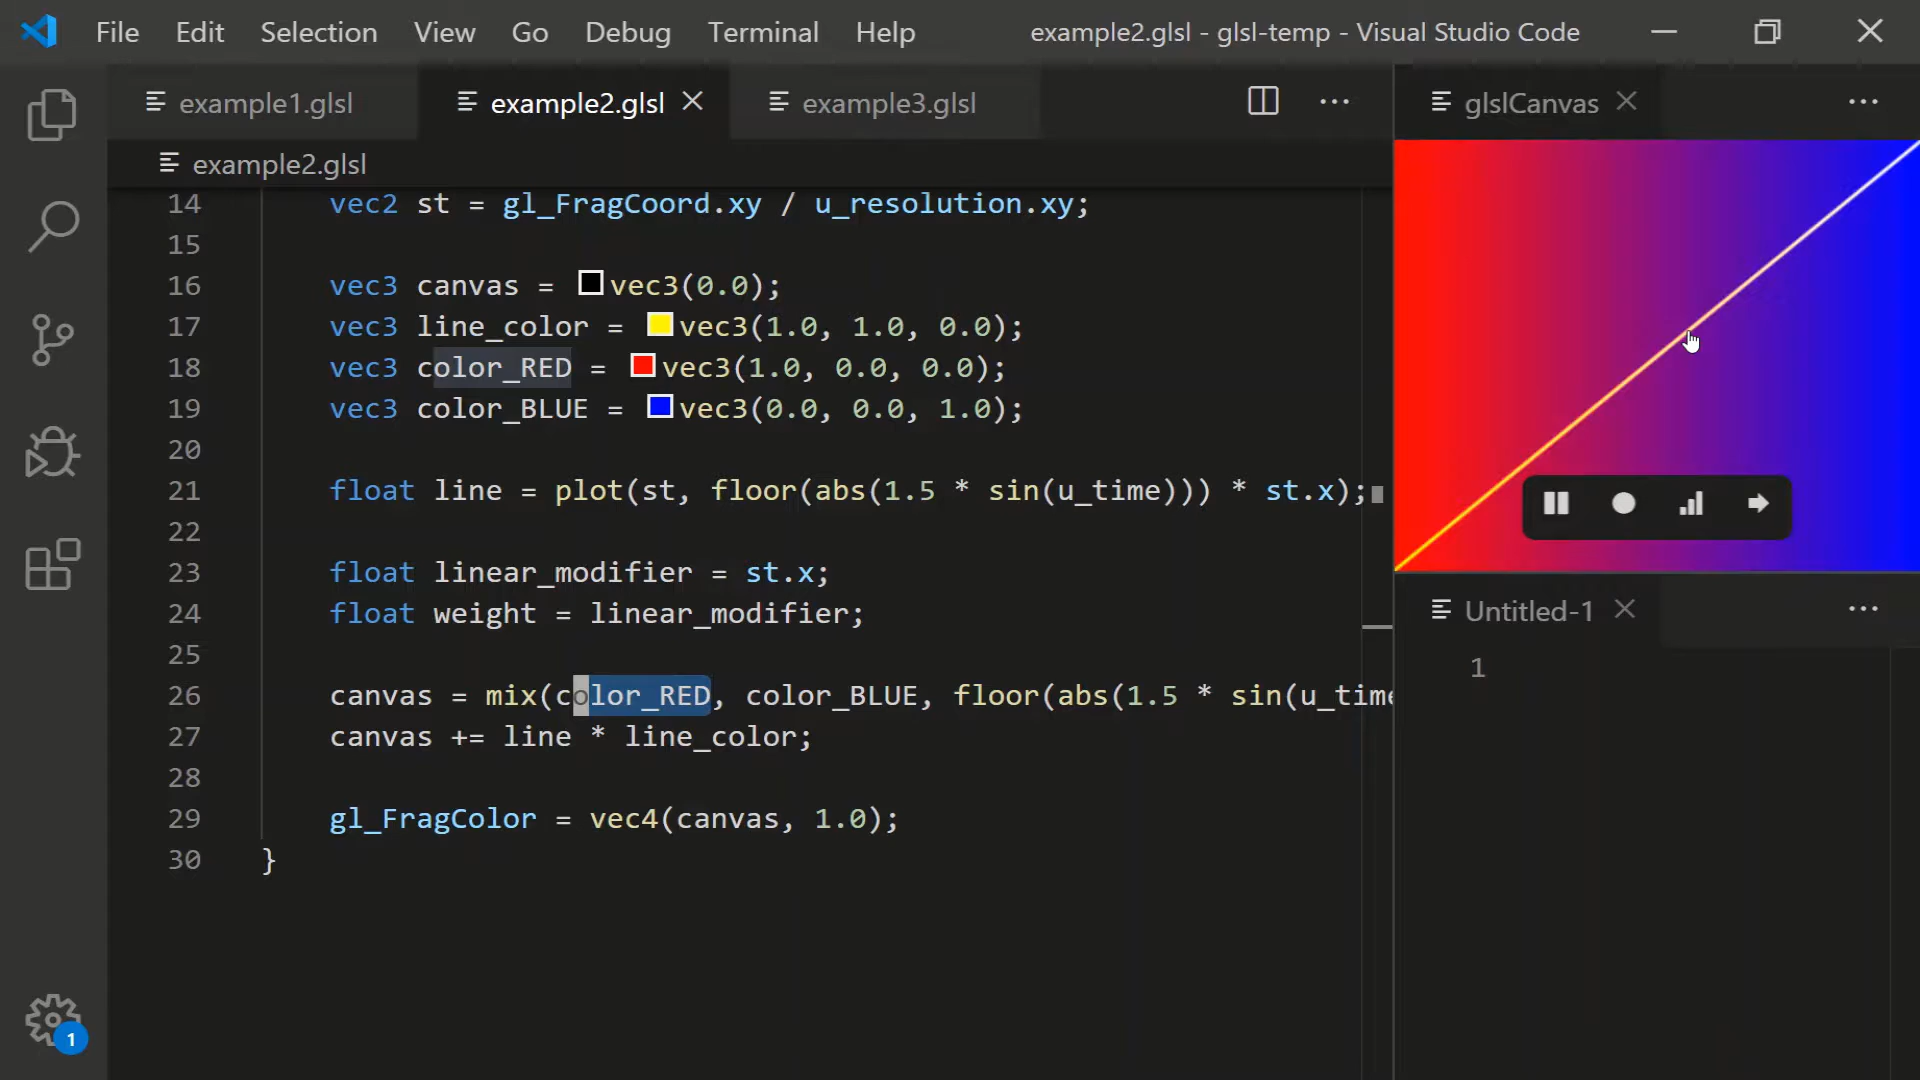 File Edit Selection View Go Debug Terminal Help example2.glsl - glsl-temp - Visual Studio Code
example1.glsl example2.glsl example3.glsl
example2.glsl
14 vec2 st = gl_FragCoord.xy / u_resolution.xy;
15
16 vec3 canvas = vec3(0.0);
17 vec3 line_color = vec3(1.0, 1.0, 0.0);
18 vec3 color_RED = vec3(1.0, 0.0, 0.0);
19 vec3 color_BLUE = vec3(0.0, 0.0, 1.0);
20
21 float line = plot(st, floor(abs(1.5 * sin(u_time))) * st.x);
22
23 float linear_modifier = st.x;
24 float weight = linear_modifier;
25
26 canvas = mix(color_RED, color_BLUE, floor(abs(1.5 * sin(u_time
27 canvas += line * line_color;
28
29 gl_FragColor = vec4(canvas, 1.0);
30 }
1
glslCanvas
Untitled-1
1